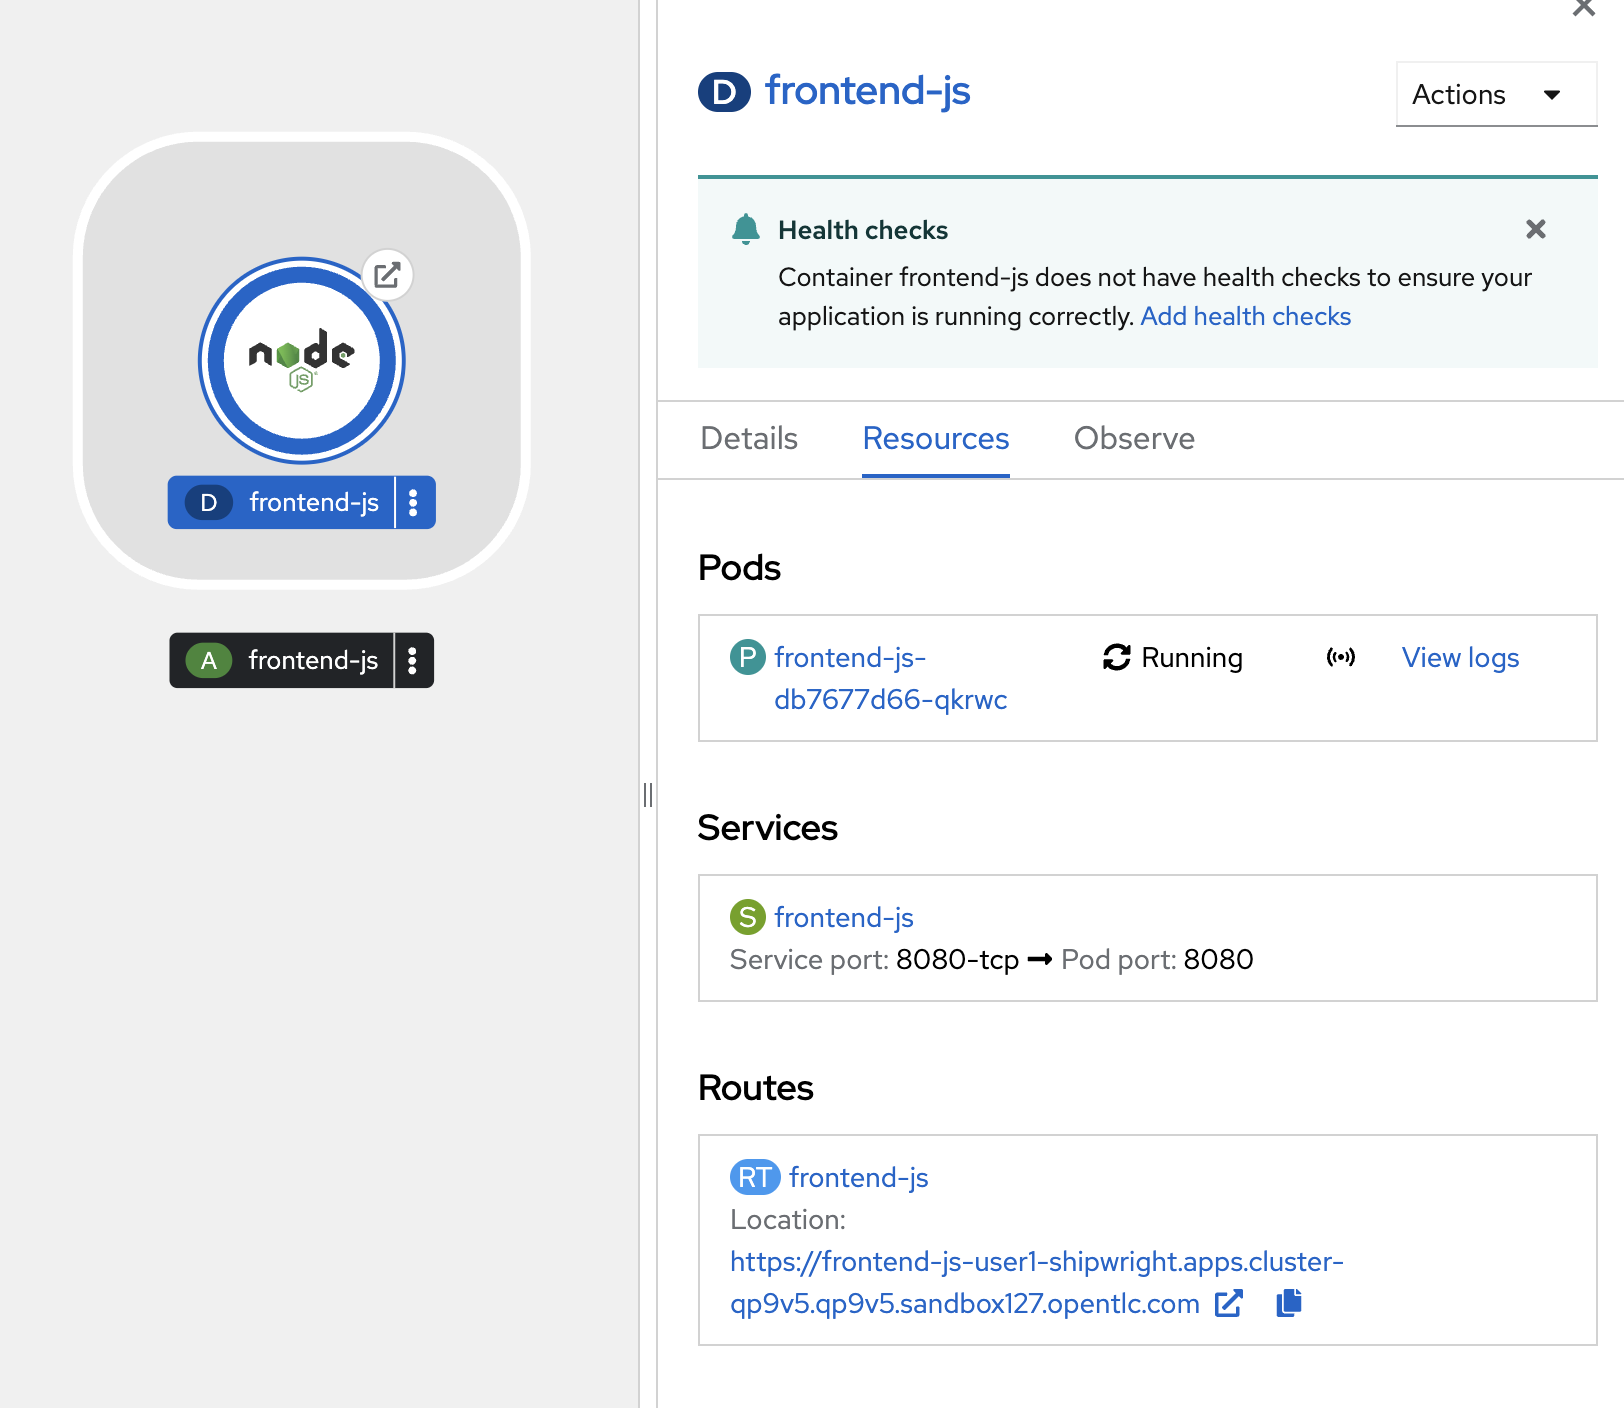 node
JS
D frontend-js
A frontend-js
D frontend-js
Actions
Health checks
Container frontend-js does not have health checks to ensure your
application is running correctly. Add health checks
Details Resources Observe
Pods
P frontend-js- Running View logs
db7677d66-qkrwc
Services
S frontend-js
Service port: 8080-tcp → Pod port: 8080
Routes
RT frontend-js
Location:
https://frontend-js-user1-shipwright.apps.cluster-
qp9v5.qp9v5.sandbox127.opentlc.com